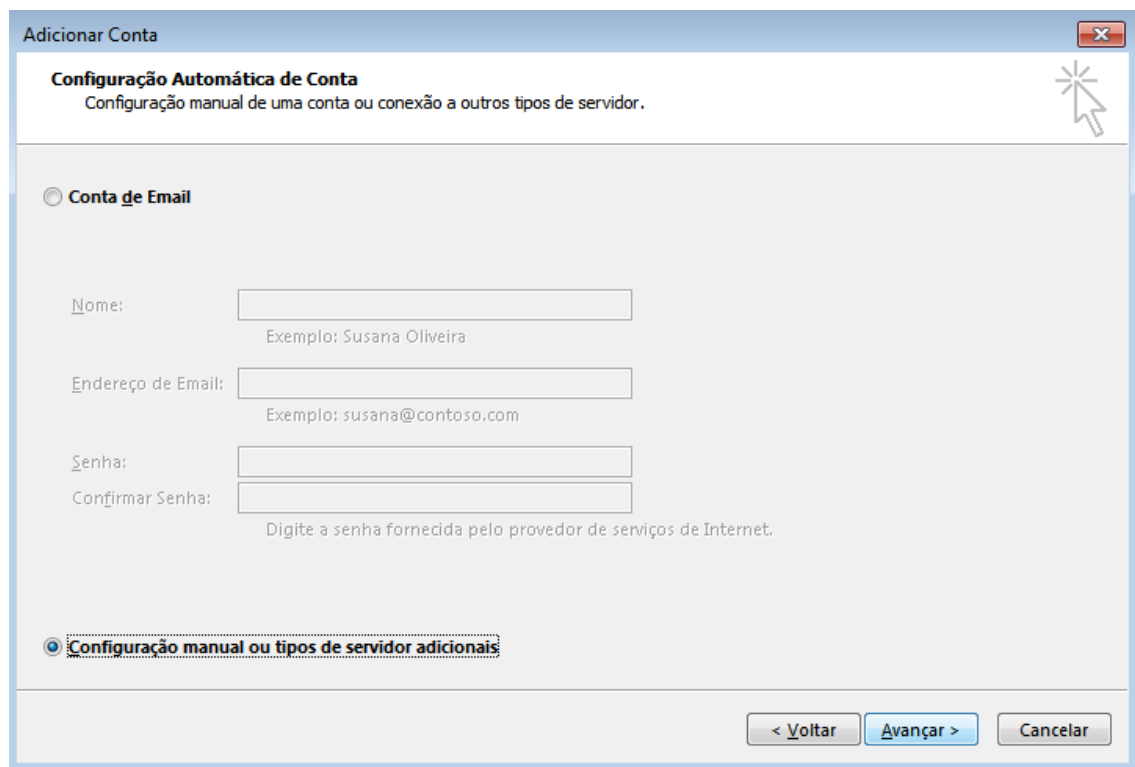 Adicionar Conta
Configuração Automática de Conta
Configuração manual de uma conta ou conexão a outros tipos de servidor.
Conta de Email
Nome:
Exemplo: Susana Oliveira
Endereço de Email:
Exemplo: susana@contoso.com
Senha:
Confirmar Senha:
Digite a senha fornecida pelo provedor de serviços de Internet.
Configuração manual ou tipos de servidor adicionais
< Voltar Avançar > Cancelar